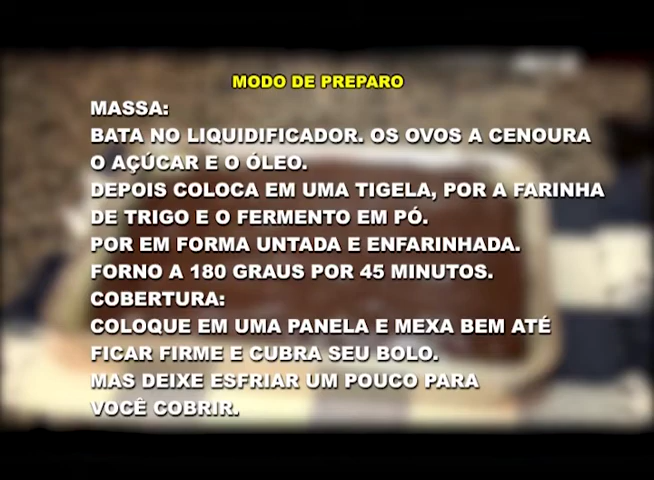 MODO DE PREPARO
MASSA:
BATA NO LIQUIDIFICADOR. OS OVOS A CENOURA
O AÇÚCAR E O ÓLEO.
DEPOIS COLOCA EM UMA TIGELA, POR A FARINHA
DE TRIGO E O FERMENTO EM PÓ.
POR EM FORMA UNTADA E ENFARINHADA.
FORNO A 180 GRAUS POR 45 MINUTOS.
COBERTURA:
COLOQUE EM UMA PANELA E MEXA BEM ATÉ
FICAR FIRME E CUBRA SEU BOLO.
MAS DEIXE ESFRIAR UM POUCO PARA
VOCÊ COBRIR.